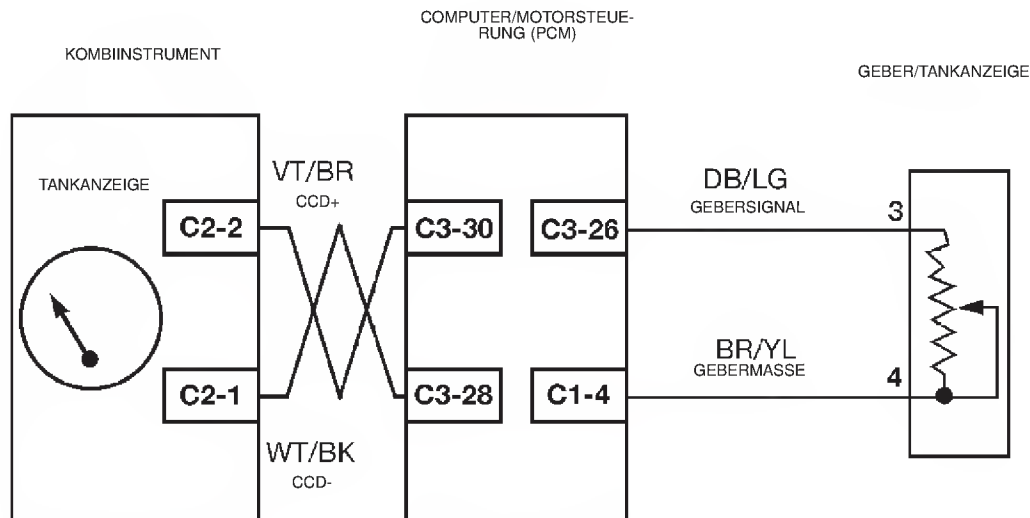 COMPUTER/MOTORSTEUE-
RUNG (PCM)
KOMBIINSTRUMENT
GEBER/TANKANZEIGE
TANKANZEIGE
VT/BR
CCD+
DB/LG
GEBERSIGNAL
C2-2
C3-30
C3-26
3
BR/YL
GEBERMASSE
C2-1
C3-28
C1-4
4
WT/BK
CCD-